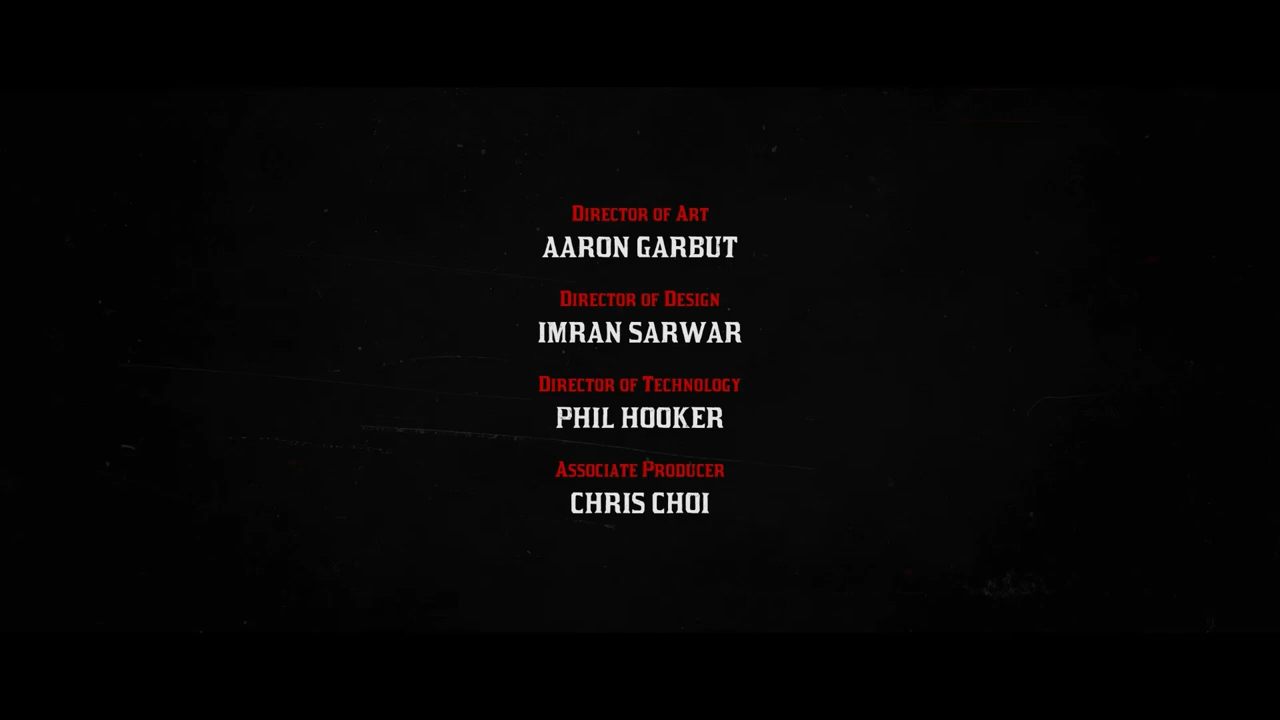 Director of Art
AARON GARBUT
Director of Design
IMRAN SARWAR
Director of Technology
PHIL HOOKER
Associate Producer
CHRIS CHOI